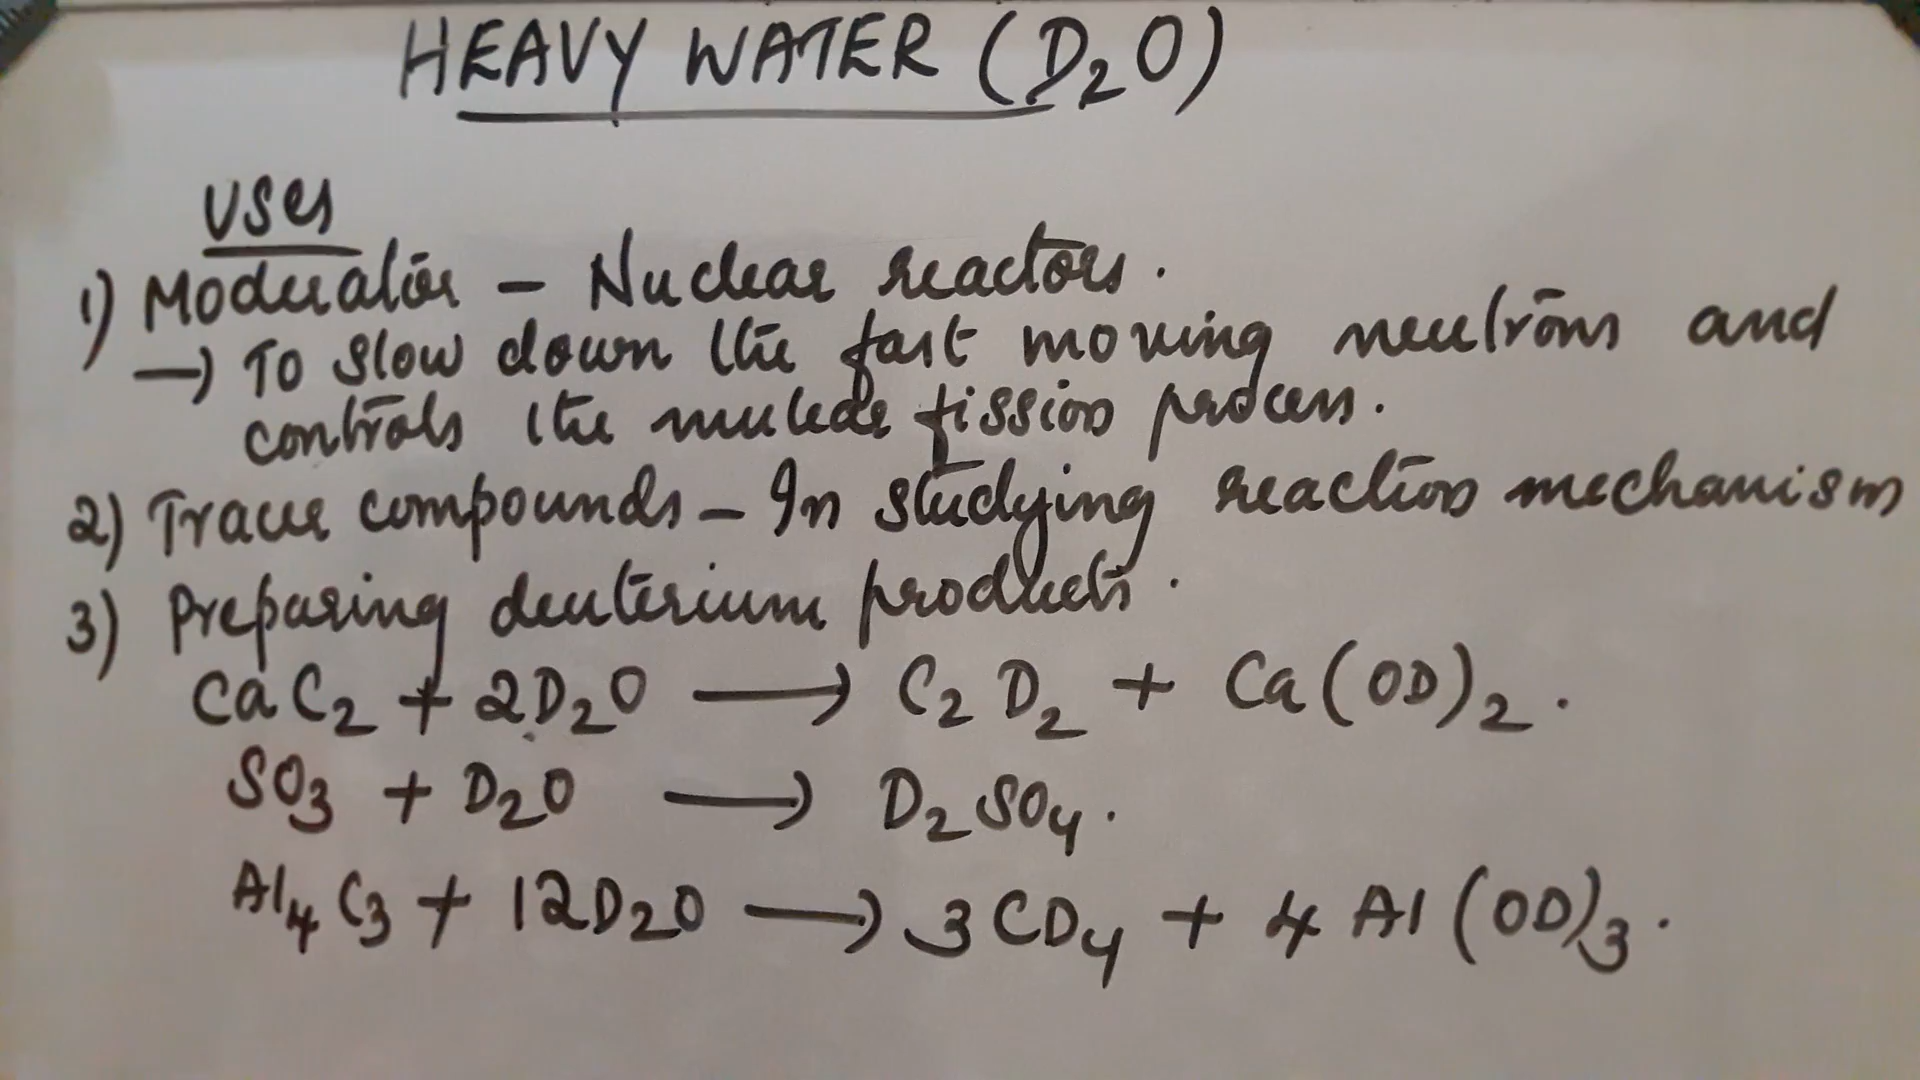 HEAVY WATER (D₂O)
Uses
1) Moderator - Nuclear reactors.
→ To slow down the fast moving neutrons and
controls the nuclear fission process.
2) Tracer compounds - In studying reaction mechanism
3) Preparing deuterium products.
CaC₂ + 2D₂O → C₂D₂ + Ca(OD)₂.
SO₃ + D₂O → D₂SO₄.
Al₄C₃ + 12D₂O → 3CD₄ + 4Al(OD)₃.